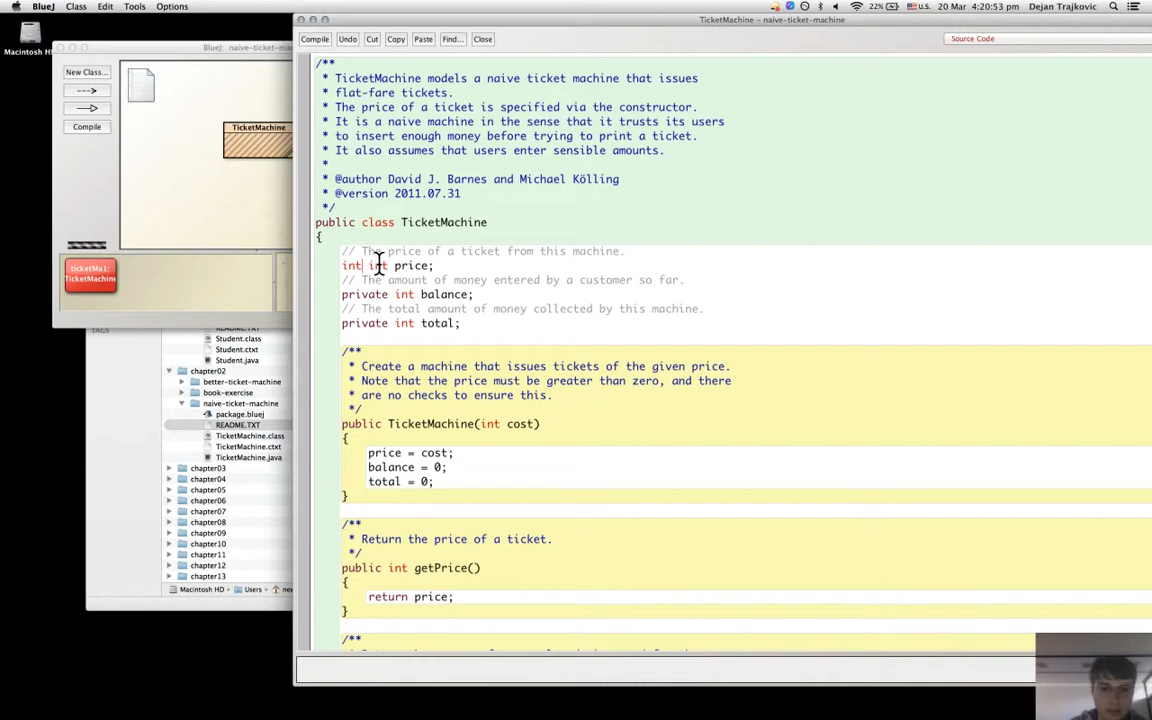 BlueJ Class Edit Tools Options
22% U.S. 20 Mar 4:20:53 pm Dejan Trajkovic
TicketMachine – naive-ticket-machine
Compile Undo Cut Copy Paste Find... Close Source Code
Macintosh HD
BlueJ: naive-ticket-ma
New Class...
Compile
TicketMachine
ticketMa1:
TicketMachine
/**
* TicketMachine models a naive ticket machine that issues
* flat-fare tickets.
* The price of a ticket is specified via the constructor.
* It is a naive machine in the sense that it trusts its users
* to insert enough money before trying to print a ticket.
* It also assumes that users enter sensible amounts.
*
* @author David J. Barnes and Michael Kölling
* @version 2011.07.31
*/
public class TicketMachine
{
// The price of a ticket from this machine.
int int price;
// The amount of money entered by a customer so far.
private int balance;
// The total amount of money collected by this machine.
private int total;
/**
* Create a machine that issues tickets of the given price.
* Note that the price must be greater than zero, and there
* are no checks to ensure this.
*/
public TicketMachine(int cost)
{
price = cost;
balance = 0;
total = 0;
}
/**
* Return the price of a ticket.
*/
public int getPrice()
{
return price;
}
/**
TAGS
README.TXT
Student.class
Student.ctxt
Student.java
chapter02
better-ticket-machine
book-exercise
naive-ticket-machine
package.bluej
README.TXT
TicketMachine.class
TicketMachine.ctxt
TicketMachine.java
chapter03
chapter04
chapter05
chapter06
chapter07
chapter08
chapter09
chapter10
chapter11
chapter12
chapter13
Macintosh HD Users